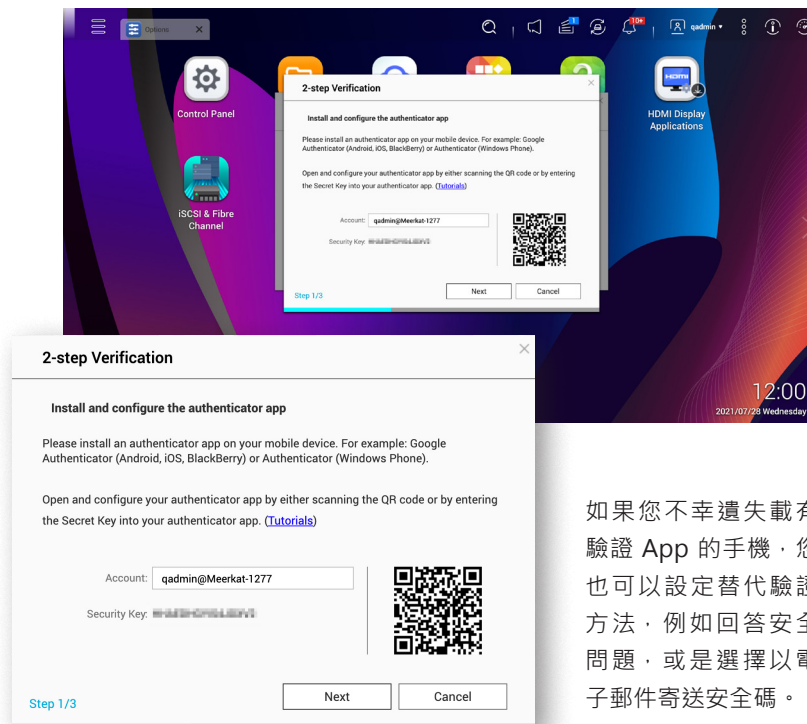 Options
1
10+
qadmin
Control Panel
HDMI Display
Applications
iSCSI & Fibre
Channel
2-step Verification
Install and configure the authenticator app
Please install an authenticator app on your mobile device. For example: Google
Authenticator (Android, iOS, BlackBerry) or Authenticator (Windows Phone).
Open and configure your authenticator app by either scanning the QR code or by entering
the Secret Key into your authenticator app. (Tutorials)
Account: qadmin@Meerkat-1277
Security Key:
Step 1/3
Next
Cancel
12:00
2021/07/28 Wednesday
2-step Verification
Install and configure the authenticator app
Please install an authenticator app on your mobile device. For example: Google
Authenticator (Android, iOS, BlackBerry) or Authenticator (Windows Phone).
Open and configure your authenticator app by either scanning the QR code or by entering
the Secret Key into your authenticator app. (Tutorials)
Account: qadmin@Meerkat-1277
Security Key:
Step 1/3
Next
Cancel
如果您不幸遺失載有
驗證 App 的手機，您
也可以設定替代驗證
方法，例如回答安全
問題，或是選擇以電
子郵件寄送安全碼。